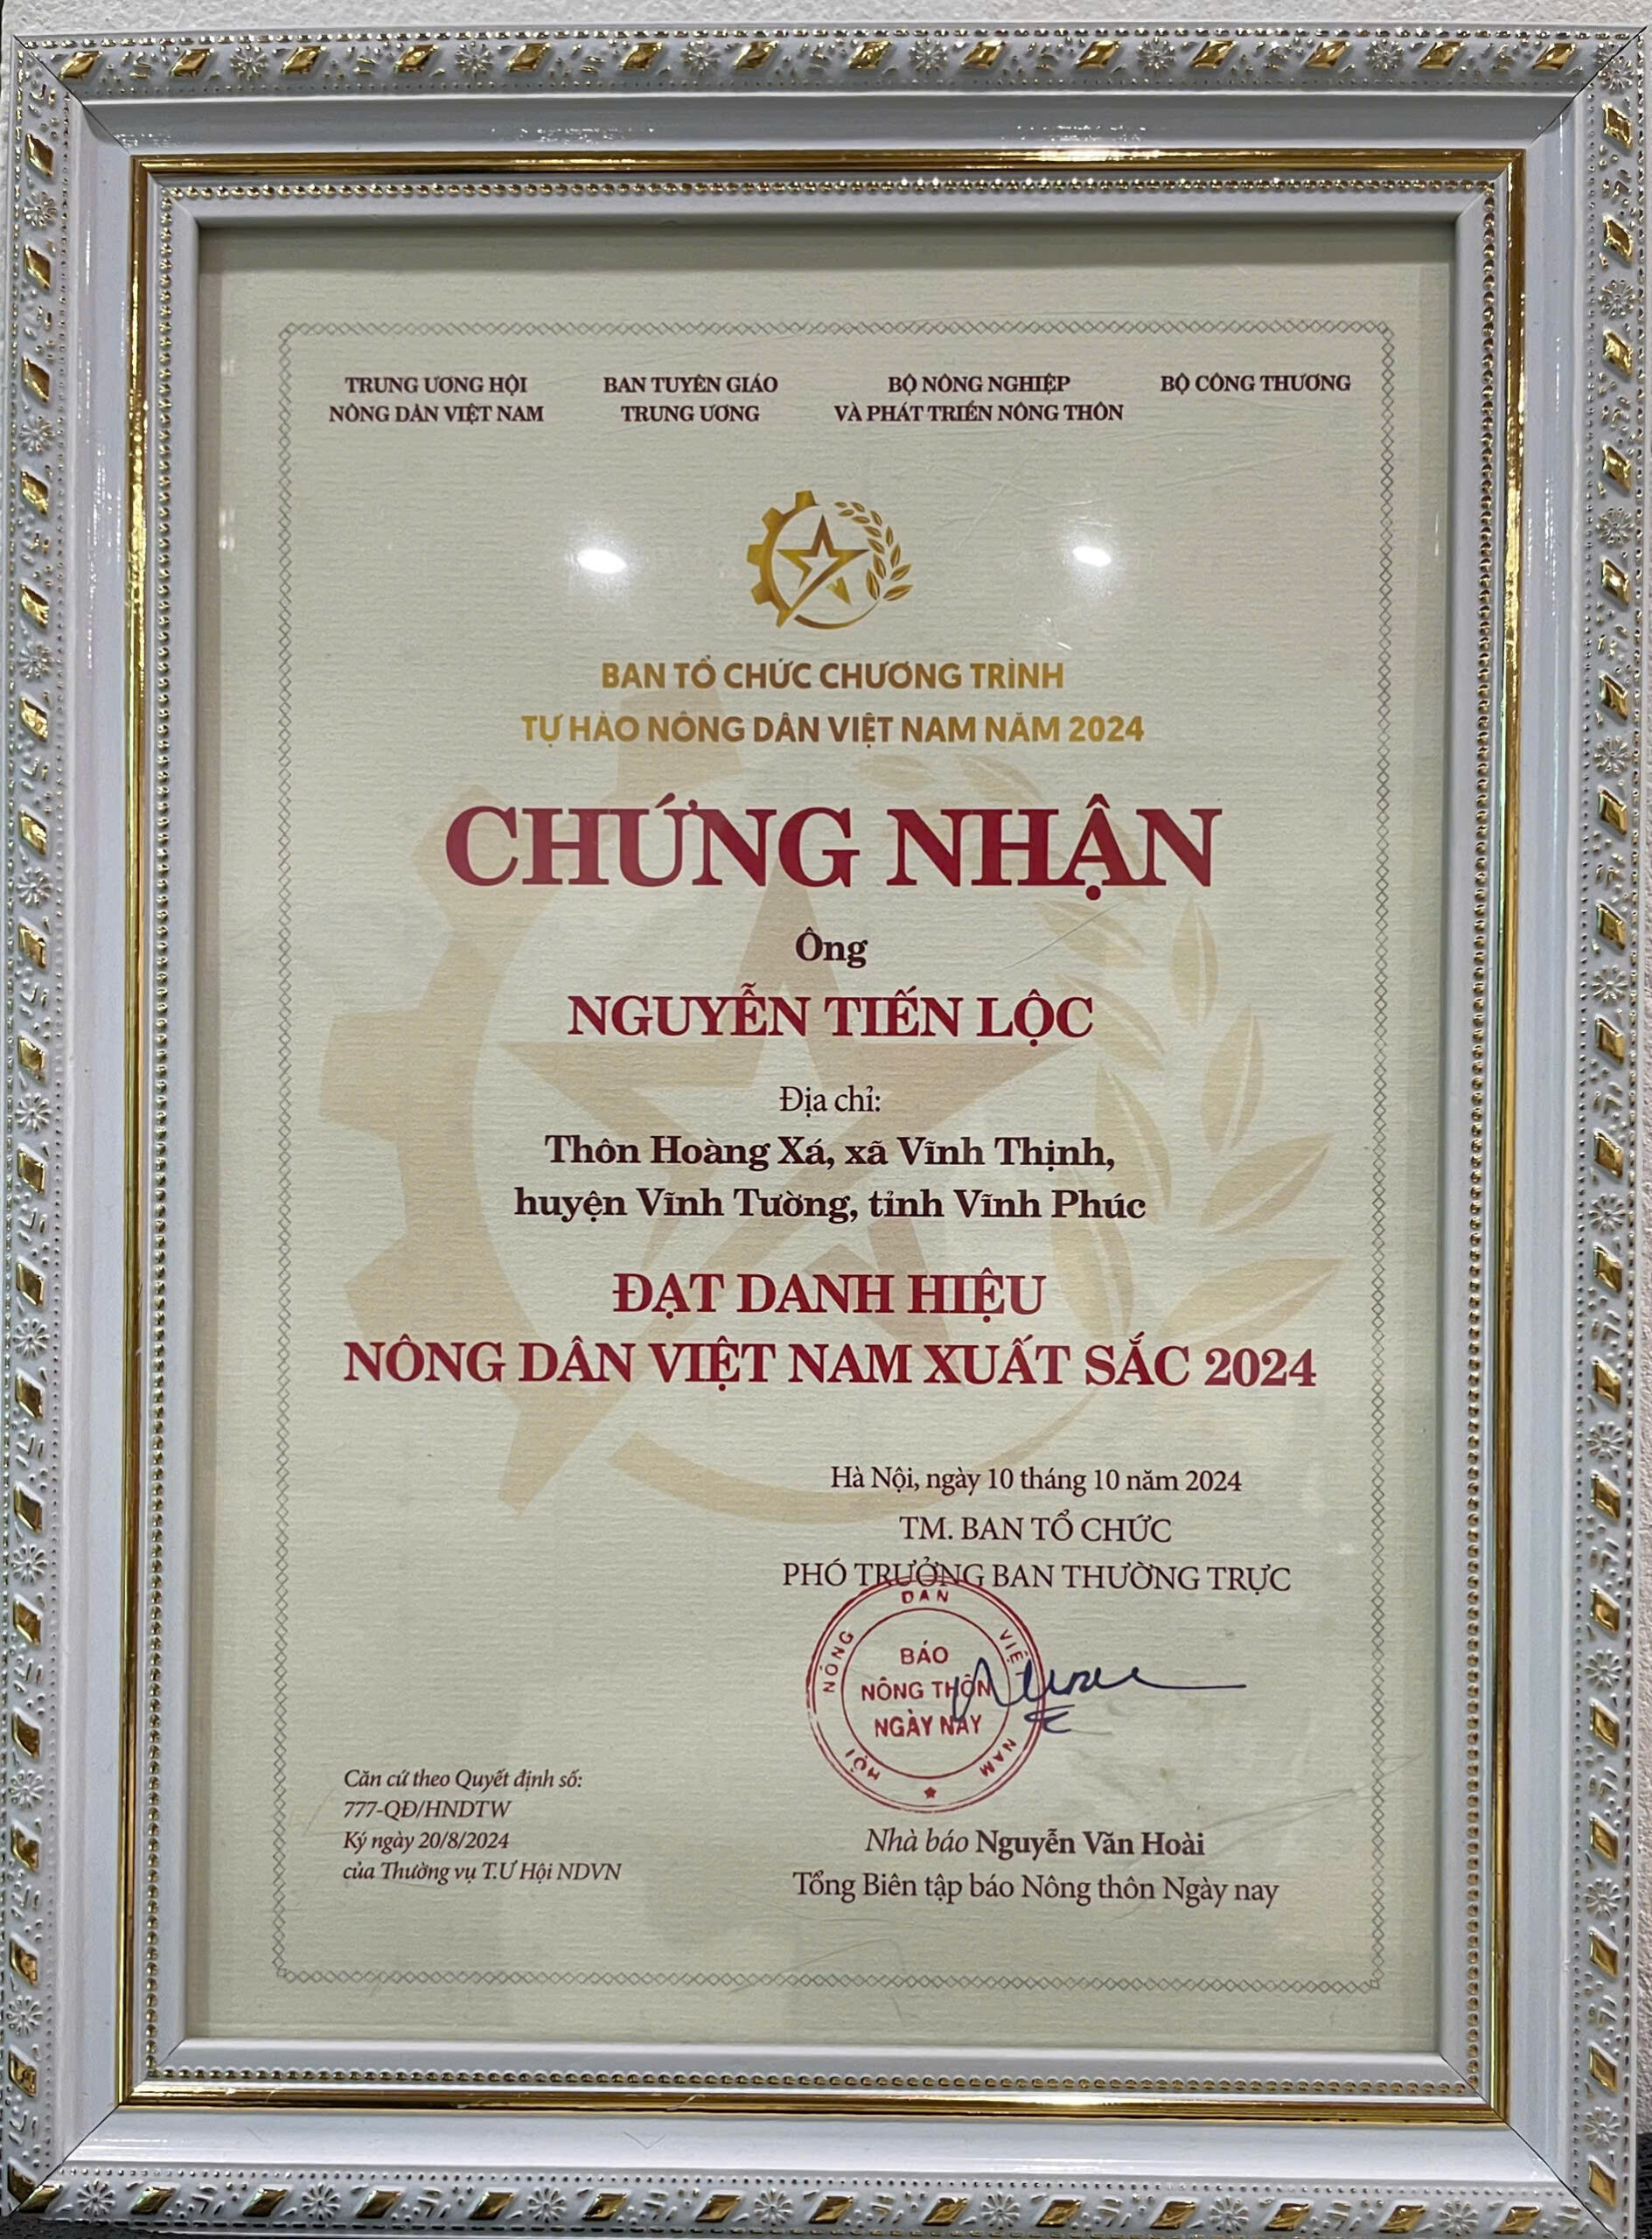 TRUNG ƯƠNG HỘI
NÔNG DÂN VIỆT NAM
BAN TUYÊN GIÁO
TRUNG ƯƠNG
BỘ NÔNG NGHIỆP
VÀ PHÁT TRIỂN NÔNG THÔN
BỘ CÔNG THƯƠNG
BAN TỔ CHỨC CHƯƠNG TRÌNH
TỰ HÀO NÔNG DÂN VIỆT NAM NĂM 2024
CHỨNG NHẬN
Ông
NGUYỄN TIẾN LỘC
Địa chỉ:
Thôn Hoàng Xá, xã Vĩnh Thịnh,
huyện Vĩnh Tường, tỉnh Vĩnh Phúc
ĐẠT DANH HIỆU
NÔNG DÂN VIỆT NAM XUẤT SẮC 2024
Hà Nội, ngày 10 tháng 10 năm 2024
TM. BAN TỔ CHỨC
PHÓ TRƯỞNG BAN THƯỜNG TRỰC
HỘI NÔNG DÂN VIỆT NAM
BÁO
NÔNG THÔN
NGÀY NAY
Căn cứ theo Quyết định số:
777-QĐ/HNDTW
Ký ngày 20/8/2024
của Thường vụ T.Ư Hội NDVN
Nhà báo Nguyễn Văn Hoài
Tổng Biên tập báo Nông thôn Ngày nay